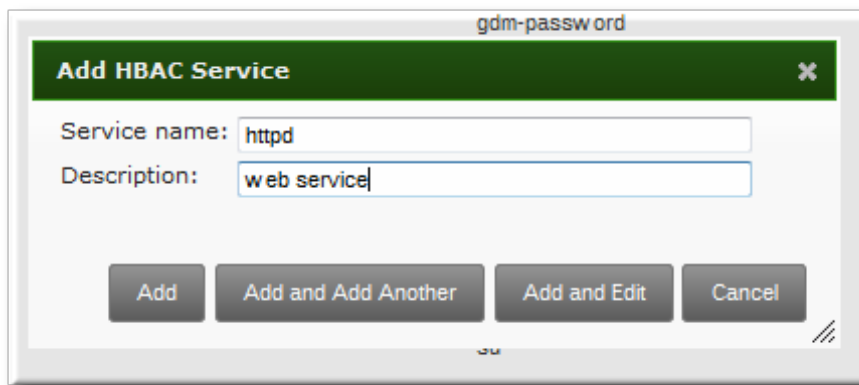 gdm-password
Add HBAC Service
Service name: httpd
Description: web service
Add Add and Add Another Add and Edit Cancel